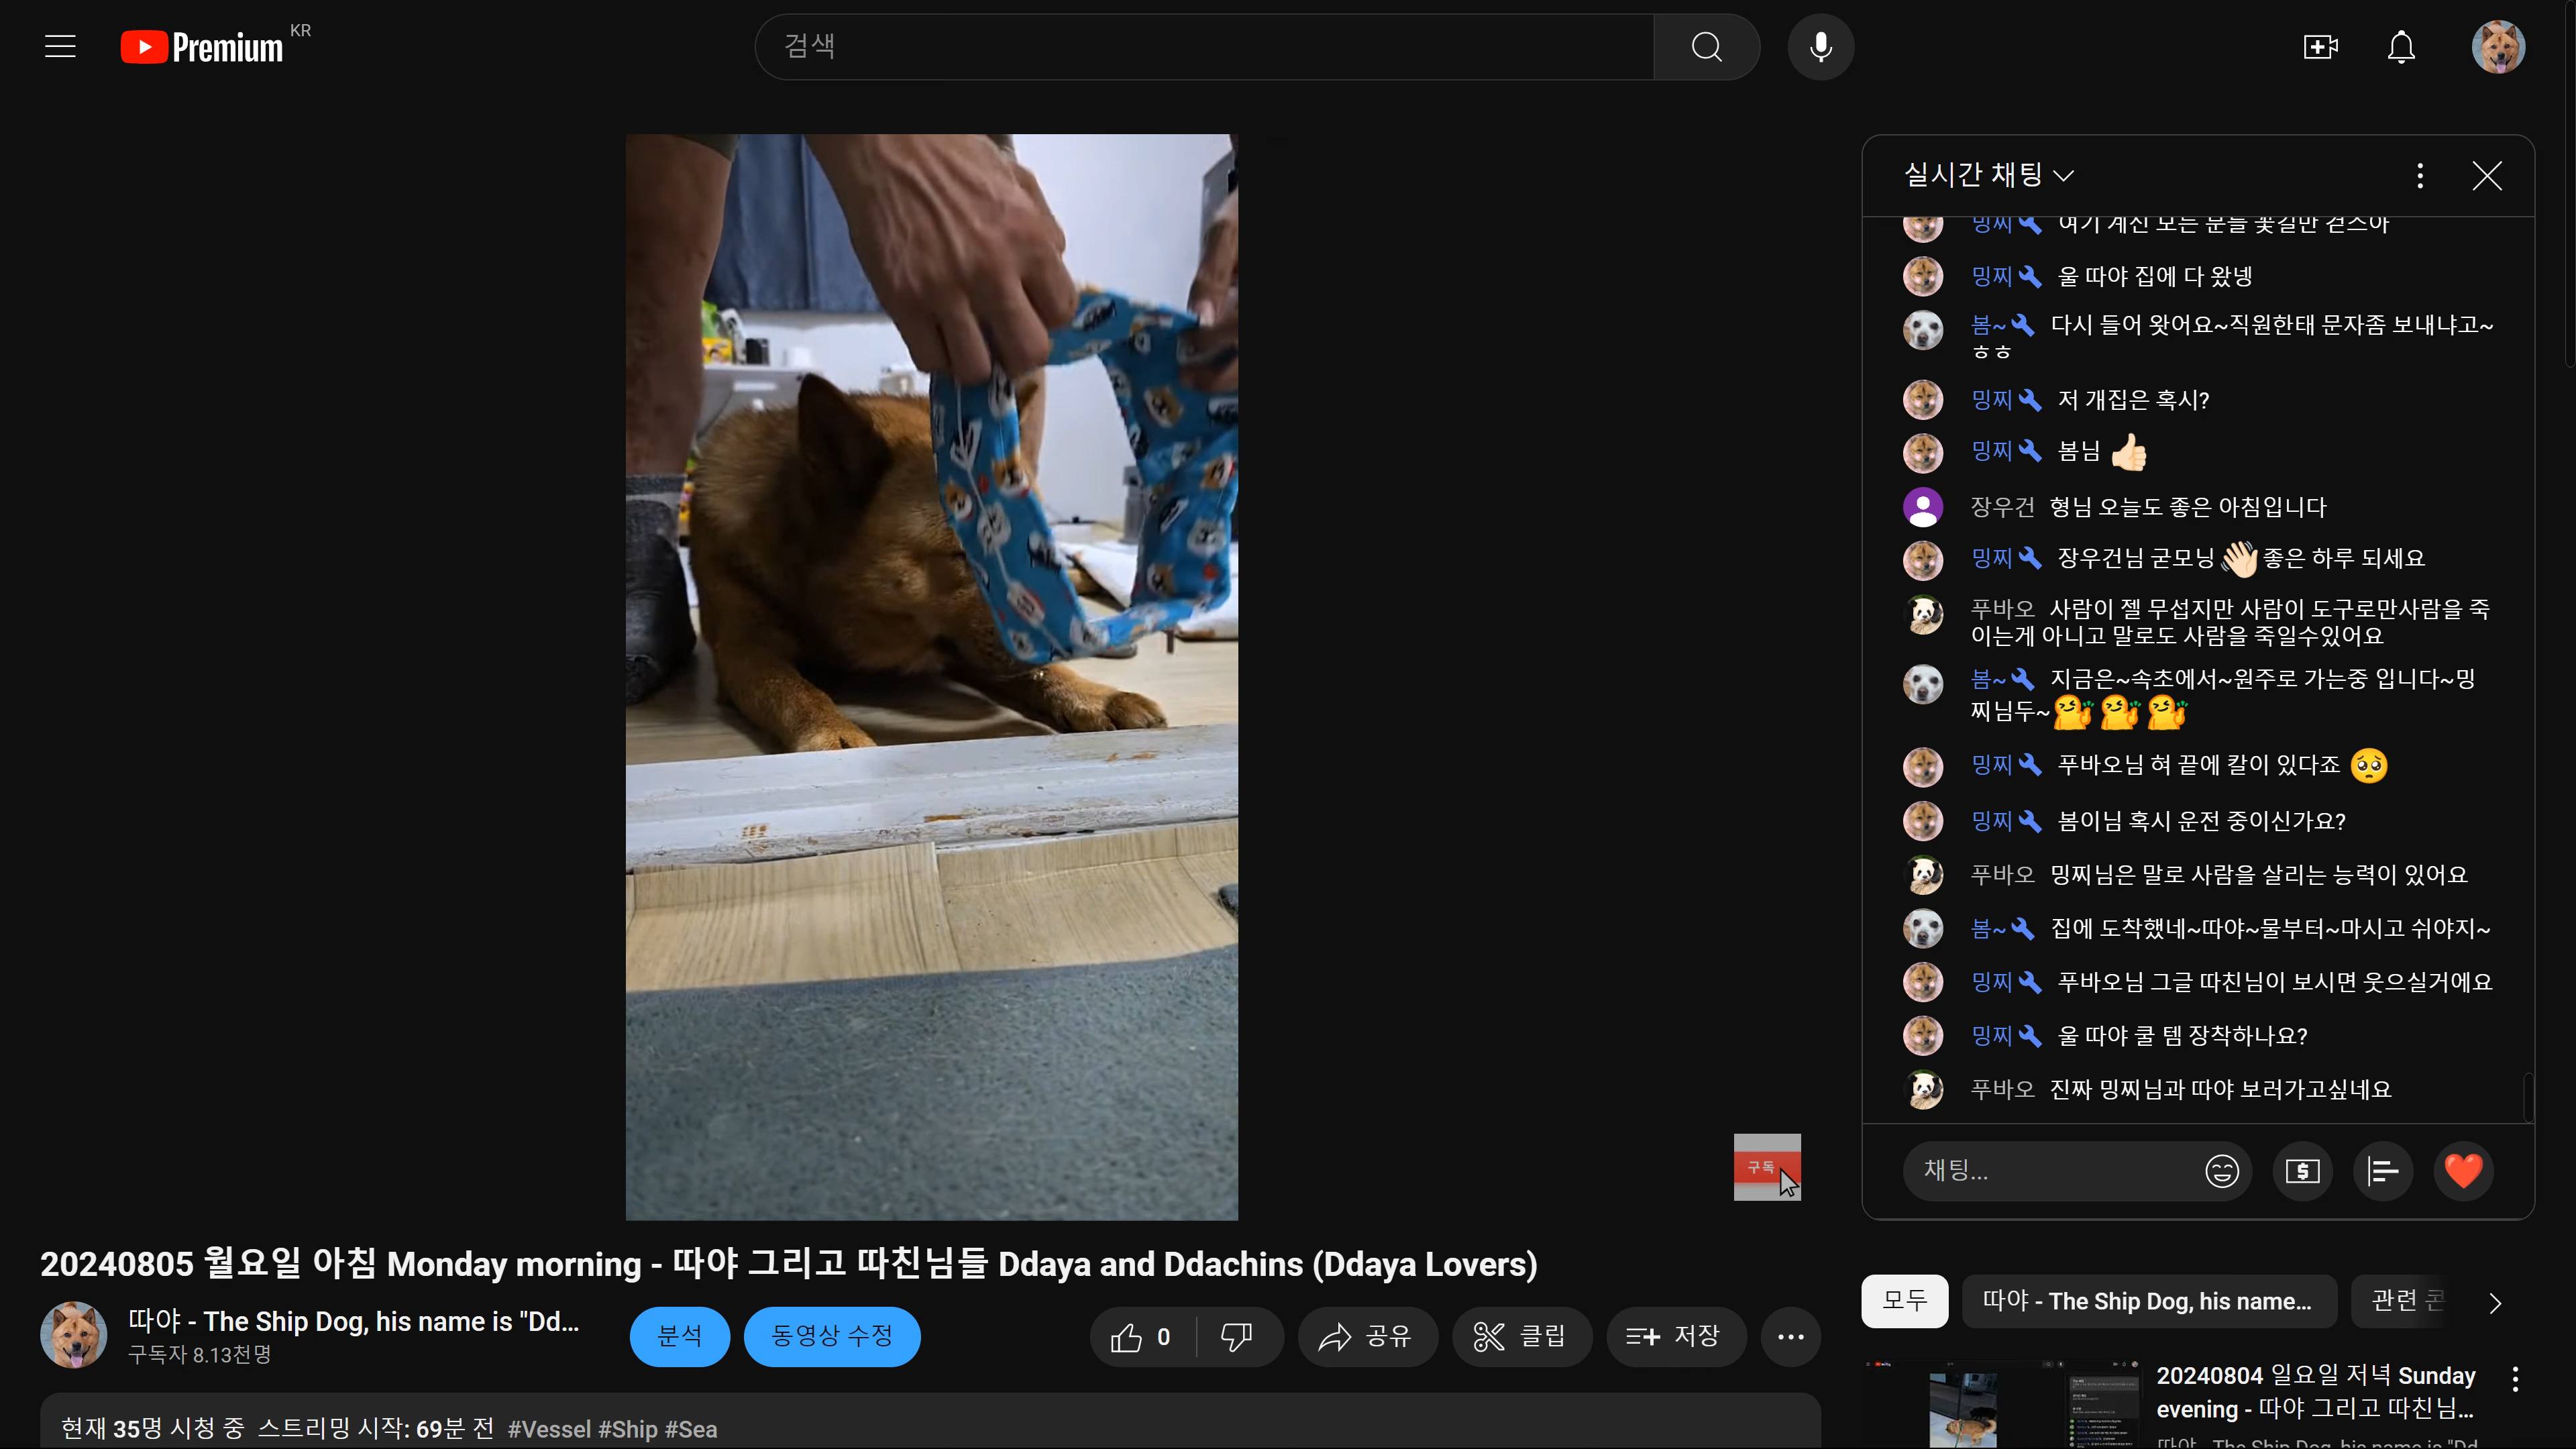 Premium KR
검색
실시간 채팅
밍찌 여기 계신 모든 분들 꽃길만 걷즈아
밍찌 울 따야 집에 다 왔넹
봄~ 다시 들어 왓어요~직원한태 문자좀 보내냐고~
ㅎㅎ
밍찌 저 개집은 혹시?
밍찌 봄님 👍🏻
장우건 형님 오늘도 좋은 아침입니다
밍찌 장우건님 굳모닝 👋🏻 좋은 하루 되세요
푸바오 사람이 젤 무섭지만 사람이 도구로만사람을 죽
이는게 아니고 말로도 사람을 죽일수있어요
봄~ 지금은~속초에서~원주로 가는중 입니다~밍
찌님두~
밍찌 푸바오님 혀 끝에 칼이 있다죠 🥺
밍찌 봄이님 혹시 운전 중이신가요?
푸바오 밍찌님은 말로 사람을 살리는 능력이 있어요
봄~ 집에 도착했네~따야~물부터~마시고 쉬야지~
밍찌 푸바오님 그글 따친님이 보시면 웃으실거에요
밍찌 울 따야 쿨 템 장착하나요?
푸바오 진짜 밍찌님과 따야 보러가고싶네요
채팅...
구독
20240805 월요일 아침 Monday morning - 따야 그리고 따친님들 Ddaya and Ddachins (Ddaya Lovers)
따야 - The Ship Dog, his name is "Dd...
구독자 8.13천명
분석
동영상 수정
0
공유
클립
저장
현재 35명 시청 중 스트리밍 시작: 69분 전 #Vessel #Ship #Sea
모두
따야 - The Ship Dog, his name...
관련
20240804 일요일 저녁 Sunday
evening - 따야 그리고 따친님...